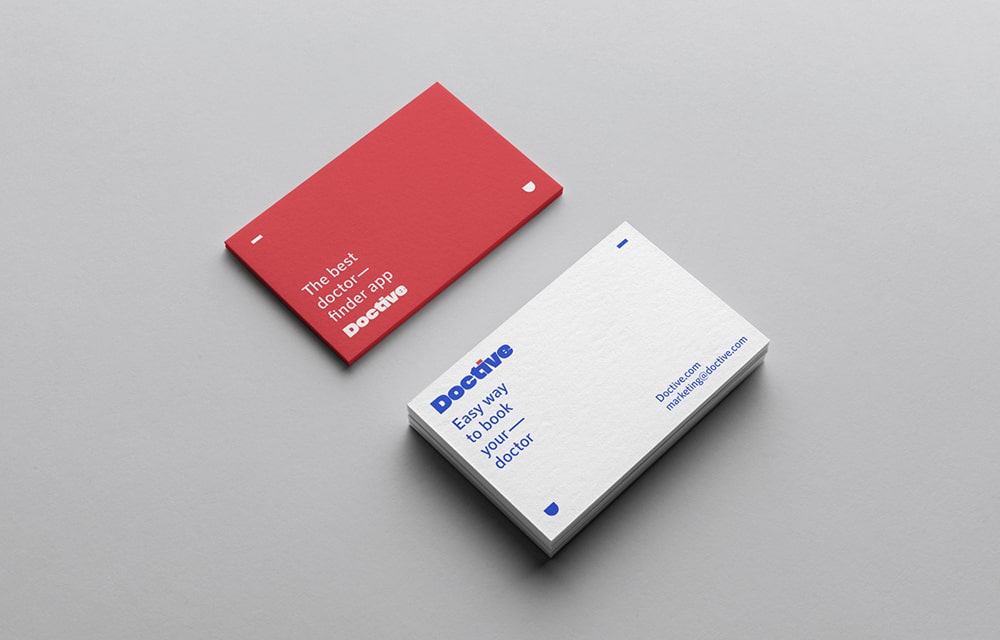 The best
doctor—
finder app
Doctive
Doctive
Easy way
to book
your—
doctor
Doctive.com
marketing@doctive.com